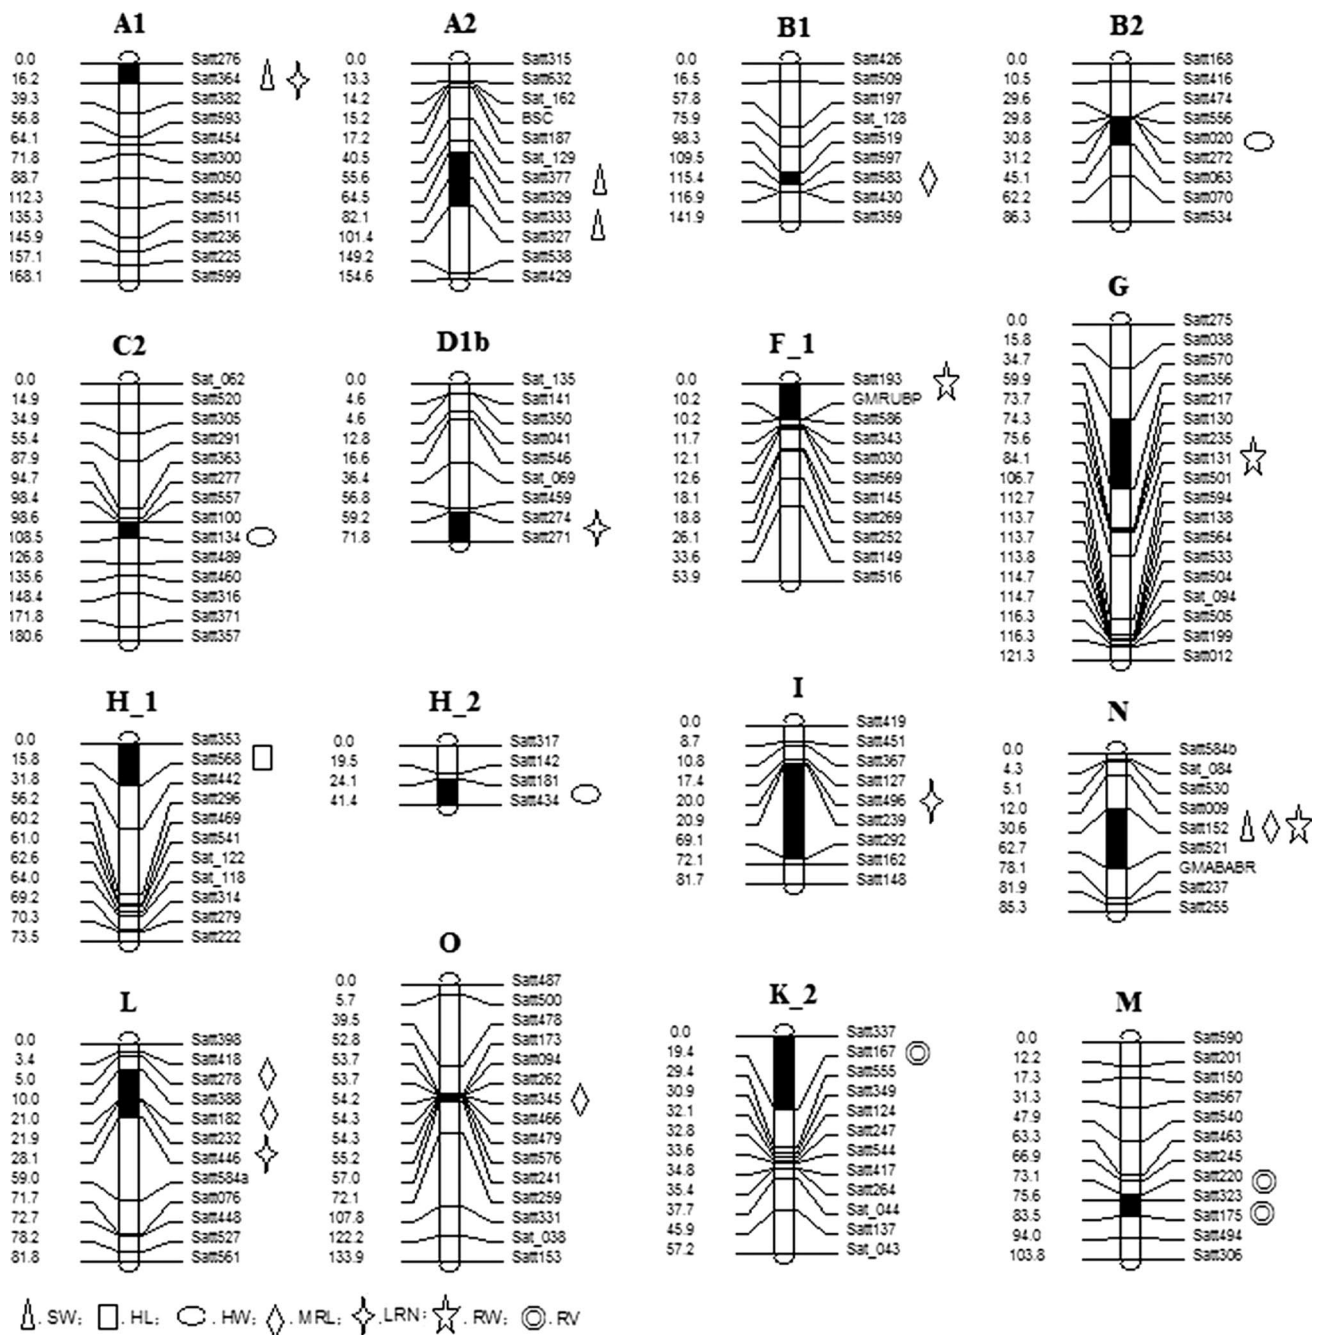 A1
0.0 Satt276
16.2 Satt364
39.3 Satt382
56.8 Satt593
64.1 Satt454
71.8 Satt300
88.7 Satt050
112.3 Satt545
135.3 Satt511
145.9 Satt236
157.1 Satt225
168.1 Satt599
A2
0.0 Satt315
13.3 Satt632
14.2 Sat_162
15.2 BSC
17.2 Satt187
40.5 Sat_129
55.6 Satt377
64.5 Satt329
82.1 Satt333
101.4 Satt327
149.2 Satt538
154.6 Satt429
B1
0.0 Satt426
16.5 Satt509
57.8 Satt197
75.9 Sat_128
98.3 Satt519
109.5 Satt597
115.4 Satt583
116.9 Satt430
141.9 Satt359
B2
0.0 Satt168
10.5 Satt416
29.6 Satt474
29.8 Satt556
30.8 Satt020
31.2 Satt272
45.1 Satt063
62.2 Satt070
86.3 Satt534
C2
0.0 Sat_062
14.9 Satt520
34.9 Satt305
55.4 Satt291
87.9 Satt363
94.7 Satt277
98.4 Satt557
98.6 Satt100
108.5 Satt134
126.8 Satt489
135.6 Satt460
148.4 Satt316
171.8 Satt371
180.6 Satt357
D1b
0.0 Sat_135
4.6 Satt141
4.6 Satt350
12.8 Satt041
16.6 Satt546
36.4 Sat_069
56.8 Satt459
59.2 Satt274
71.8 Satt271
F_1
0.0 Satt193
10.2 GMRUBP
10.2 Satt586
11.7 Satt343
12.1 Satt030
12.6 Satt569
18.1 Satt145
18.8 Satt269
26.1 Satt252
33.6 Satt149
53.9 Satt516
G
0.0 Satt275
15.8 Satt038
34.7 Satt570
59.9 Satt356
73.7 Satt217
74.3 Satt130
75.6 Satt235
84.1 Satt131
106.7 Satt501
112.7 Satt594
113.7 Satt138
113.7 Satt564
113.8 Satt533
114.7 Satt504
114.7 Sat_094
116.3 Satt505
116.3 Satt199
121.3 Satt012
H_1
0.0 Satt353
15.8 Satt568
31.8 Satt442
56.2 Satt296
60.2 Satt469
61.0 Satt541
62.6 Sat_122
64.0 Sat_118
69.2 Satt314
70.3 Satt279
73.5 Satt222
H_2
0.0 Satt317
19.5 Satt142
24.1 Satt181
41.4 Satt434
I
0.0 Satt419
8.7 Satt451
10.8 Satt367
17.4 Satt127
20.0 Satt496
20.9 Satt239
69.1 Satt292
72.1 Satt162
81.7 Satt148
N
0.0 Satt584b
4.3 Sat_084
5.1 Satt530
12.0 Satt009
30.6 Satt152
62.7 Satt521
78.1 GMABABR
81.9 Satt237
85.3 Satt255
L
0.0 Satt398
3.4 Satt418
5.0 Satt278
10.0 Satt388
21.0 Satt182
21.9 Satt232
28.1 Satt446
59.0 Satt584a
71.7 Satt076
72.7 Satt448
78.2 Satt527
81.8 Satt561
O
0.0 Satt487
5.7 Satt500
39.5 Satt478
52.8 Satt173
53.7 Satt094
53.7 Satt262
54.2 Satt345
54.3 Satt466
54.3 Satt479
55.2 Satt576
57.0 Satt241
72.1 Satt259
107.8 Satt331
122.2 Sat_038
133.9 Satt153
K_2
0.0 Satt337
19.4 Satt167
29.4 Satt555
30.9 Satt349
32.1 Satt124
32.8 Satt247
33.6 Satt544
34.8 Satt417
35.4 Satt264
37.7 Sat_044
45.9 Satt137
57.2 Sat_043
M
0.0 Satt590
12.2 Satt201
17.3 Satt150
31.3 Satt567
47.9 Satt540
63.3 Satt463
66.9 Satt245
73.1 Satt220
75.6 Satt323
83.5 Satt175
94.0 Satt494
103.8 Satt306
. SW; . HL; . HW; . MRL; . LRN; . RW; . RV